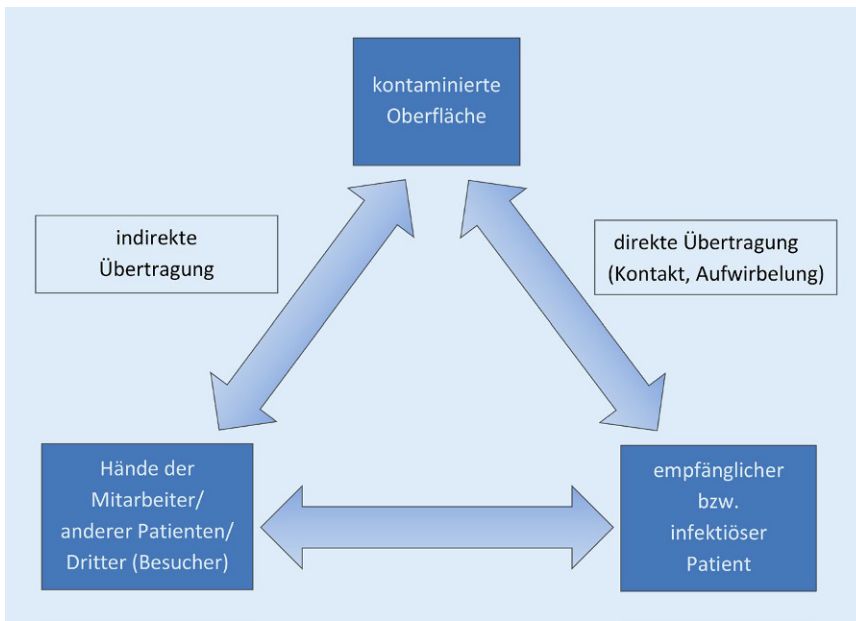 kontaminierte
Oberfläche
indirekte
Übertragung
direkte Übertragung
(Kontakt, Aufwirbelung)
Hände der
Mitarbeiter/
anderer Patienten/
Dritter (Besucher)
empfänglicher
bzw.
infektiöser
Patient